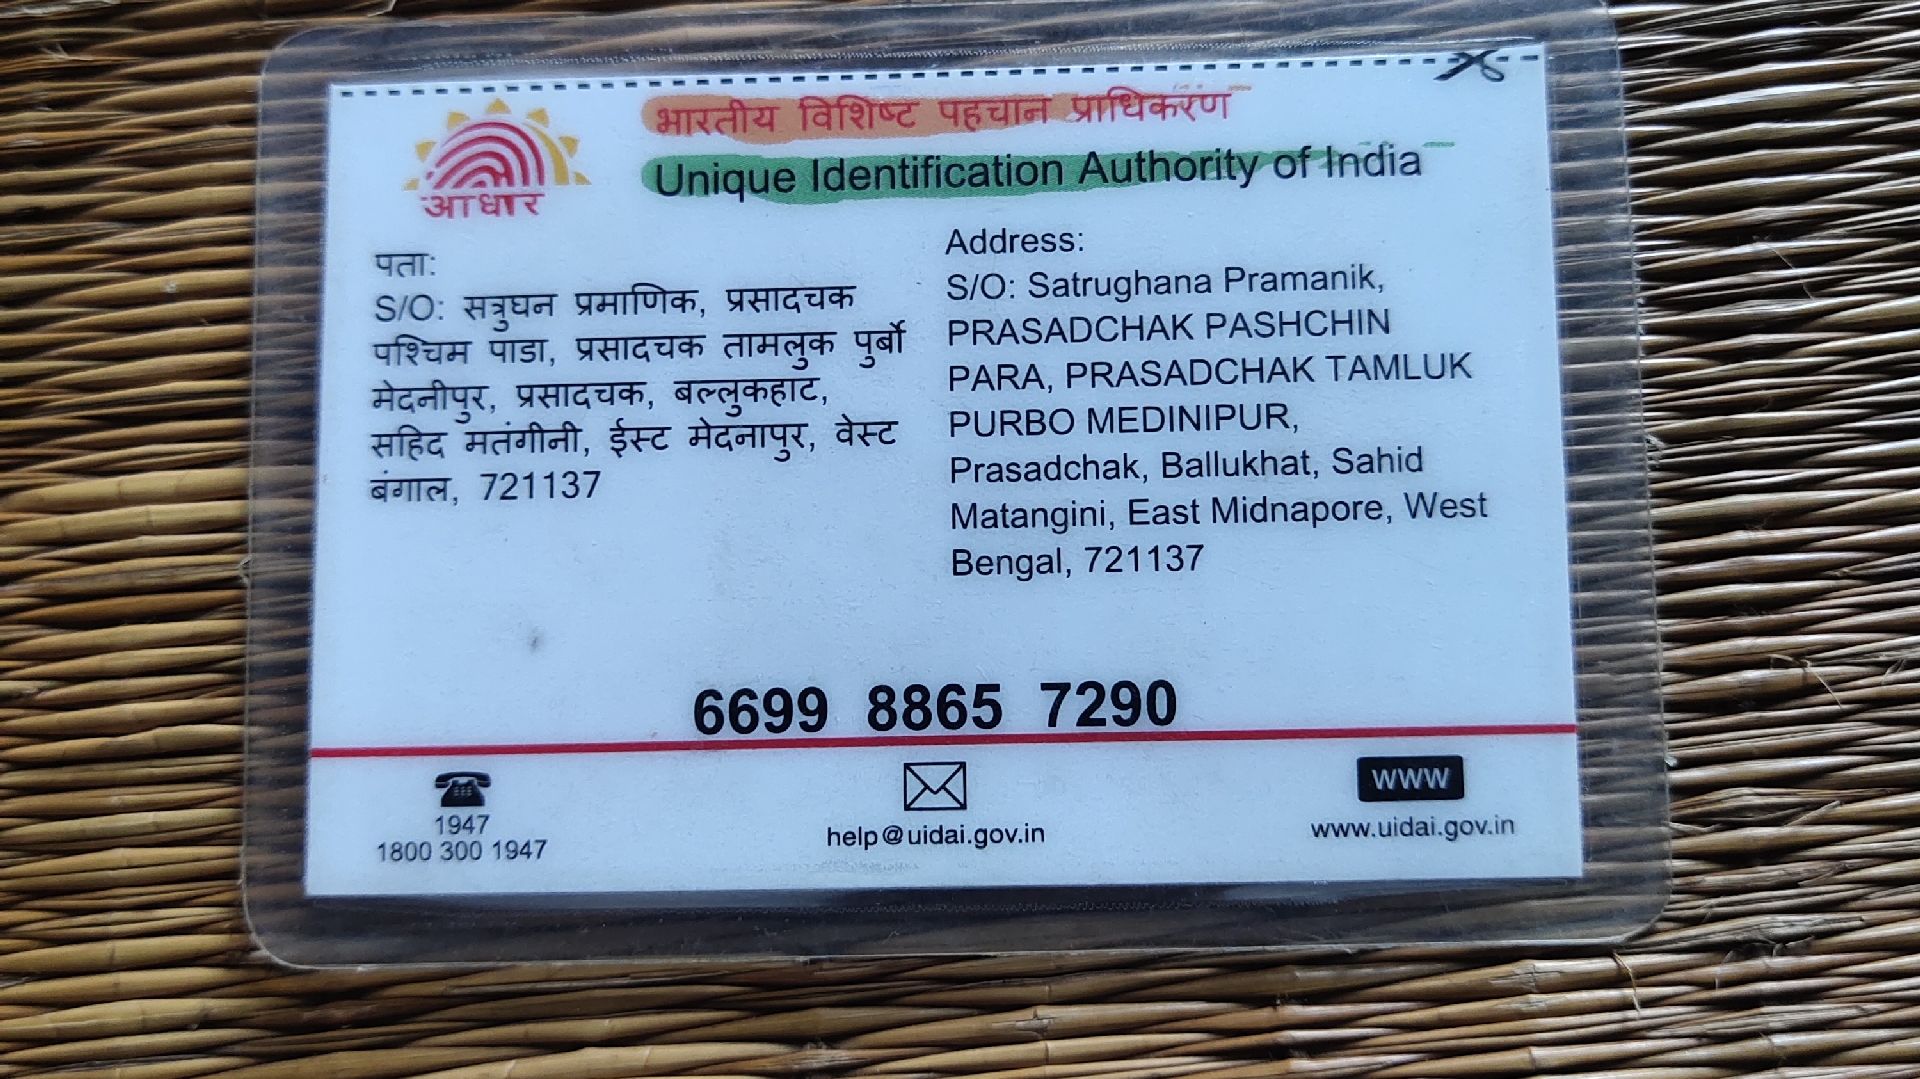 भारतीय विशिष्ट पहचान प्राधिकरण
Unique Identification Authority of India
आधार
पता:
S/O: सत्रुघन प्रमाणिक, प्रसादचक
पश्चिम पाडा, प्रसादचक तामलुक पुर्बो
मेदनीपुर, प्रसादचक, बल्लुकहाट,
सहिद मतंगीनी, ईस्ट मेदनापुर, वेस्ट
बंगाल, 721137
Address:
S/O: Satrughana Pramanik,
PRASADCHAK PASHCHIN
PARA, PRASADCHAK TAMLUK
PURBO MEDINIPUR,
Prasadchak, Ballukhat, Sahid
Matangini, East Midnapore, West
Bengal, 721137
6699 8865 7290
1947
1800 300 1947
help@uidai.gov.in
WWW
www.uidai.gov.in